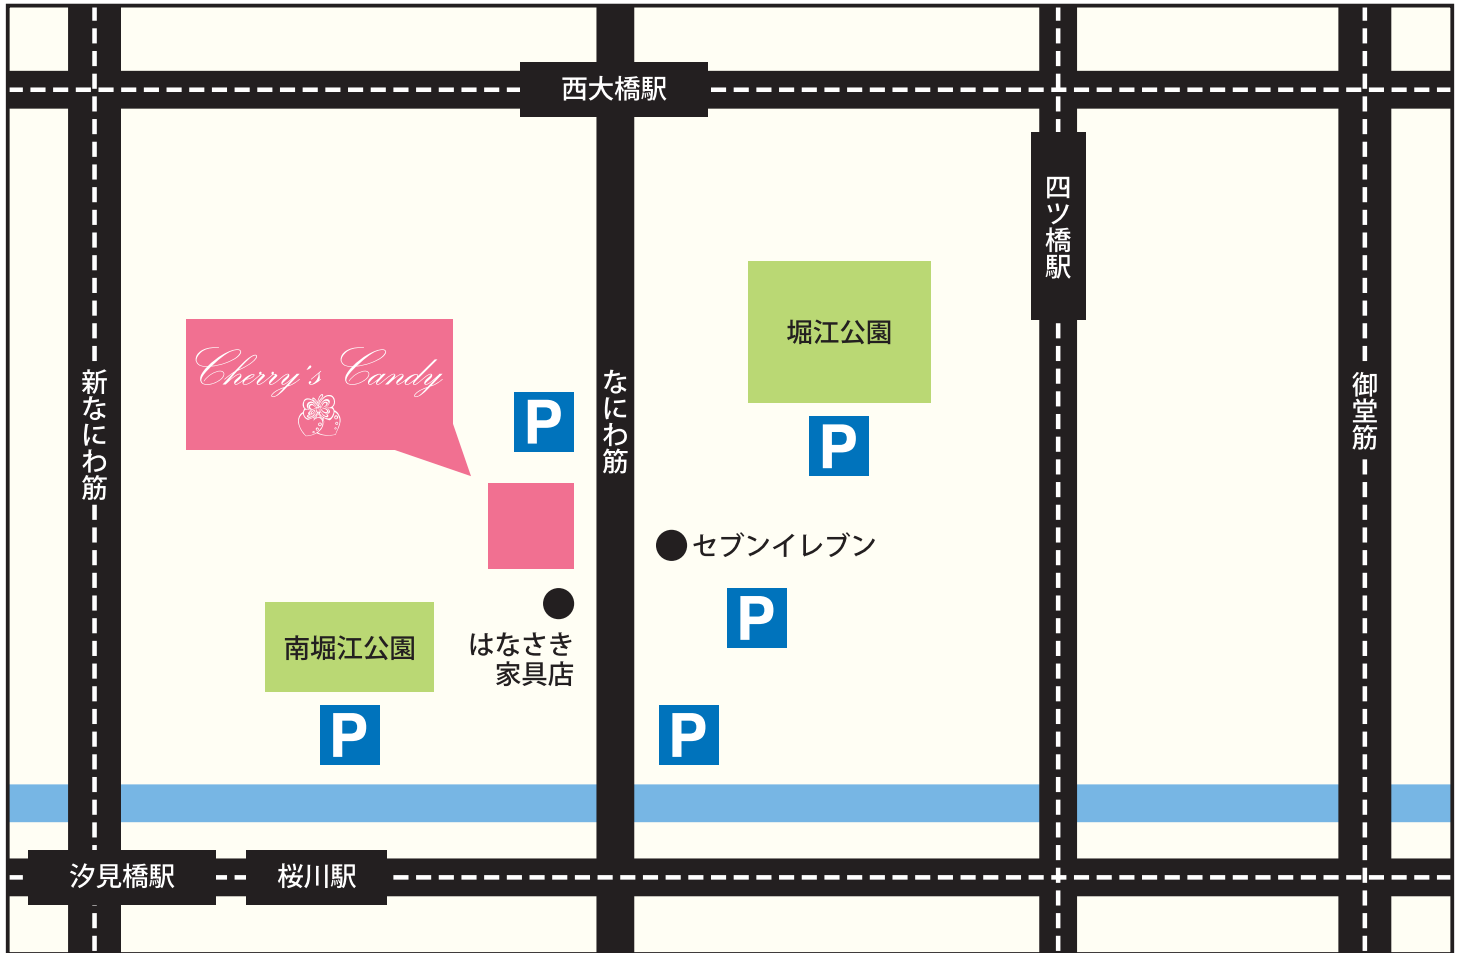 西大橋駅
四ツ橋駅
堀江公園
Cherry's Candy
新なにわ筋
なにわ筋
御堂筋
P
P
セブンイレブン
P
はなさき
家具店
南堀江公園
P
P
汐見橋駅
桜川駅